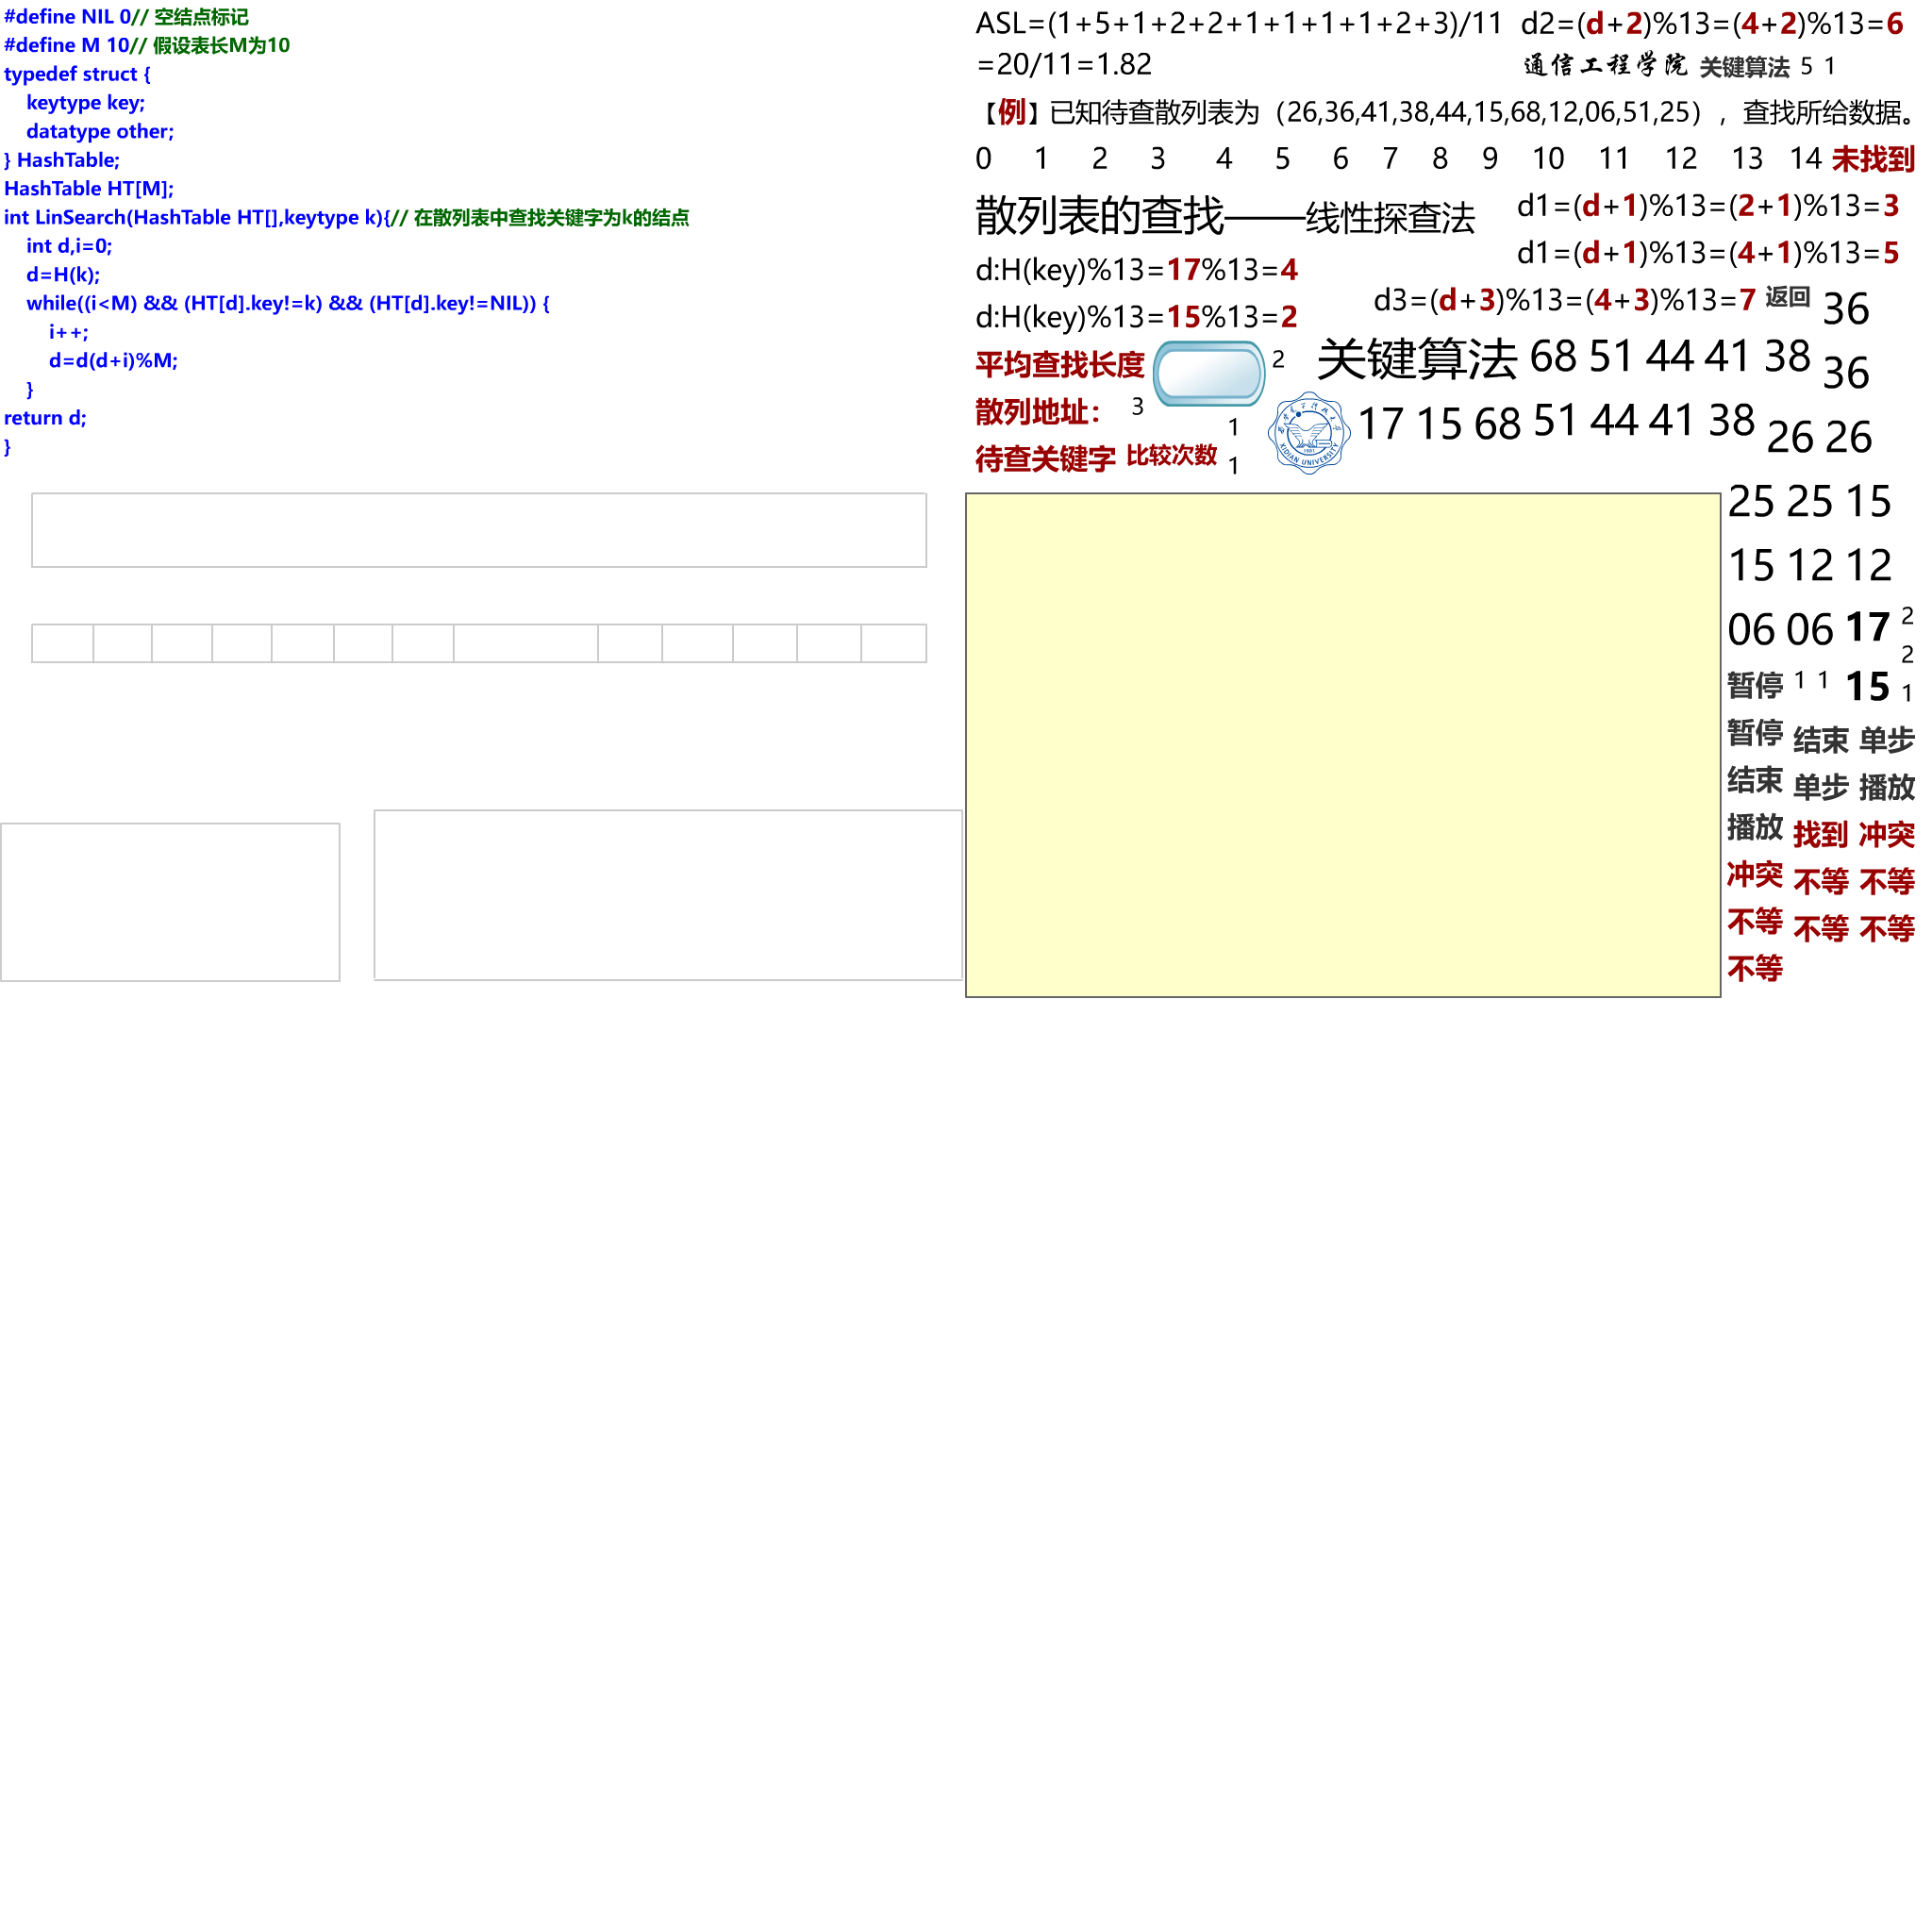 #define NIL 0// 空结点标记
#define M 10// 假设表长M为10
typedef struct {
keytype key;
datatype other;
} HashTable;
HashTable HT[M];
int LinSearch(HashTable HT[],keytype k){// 在散列表中查找关键字为k的结点
int d,i=0;
d=H(k);
while((i<M) && (HT[d].key!=k) && (HT[d].key!=NIL)) {
i++;
d=d(d+i)%M;
}
return d;
}
ASL=(1+5+1+2+2+1+1+1+1+2+3)/11 d2=(d+2)%13=(4+2)%13=6
=20/11=1.82 通信工程学院 关键算法 5 1
【例】已知待查散列表为（26,36,41,38,44,15,68,12,06,51,25），查找所给数据。
0 1 2 3 4 5 6 7 8 9 10 11 12 13 14 未找到
散列表的查找——线性探查法 d1=(d+1)%13=(2+1)%13=3
d1=(d+1)%13=(4+1)%13=5
d:H(key)%13=17%13=4
d3=(d+3)%13=(4+3)%13=7 返回 36
d:H(key)%13=15%13=2
平均查找长度 2 关键算法 68 51 44 41 38 36
散列地址： 3 1 17 15 68 51 44 41 38 26 26
待查关键字 比较次数 1 XIDIAN UNIVERSITY 1931
25 25 15
15 12 12
06 06 17 2
2
暂停 1 1 15 1
暂停 结束 单步
结束 单步 播放
播放 找到 冲突
冲突 不等 不等
不等 不等 不等
不等